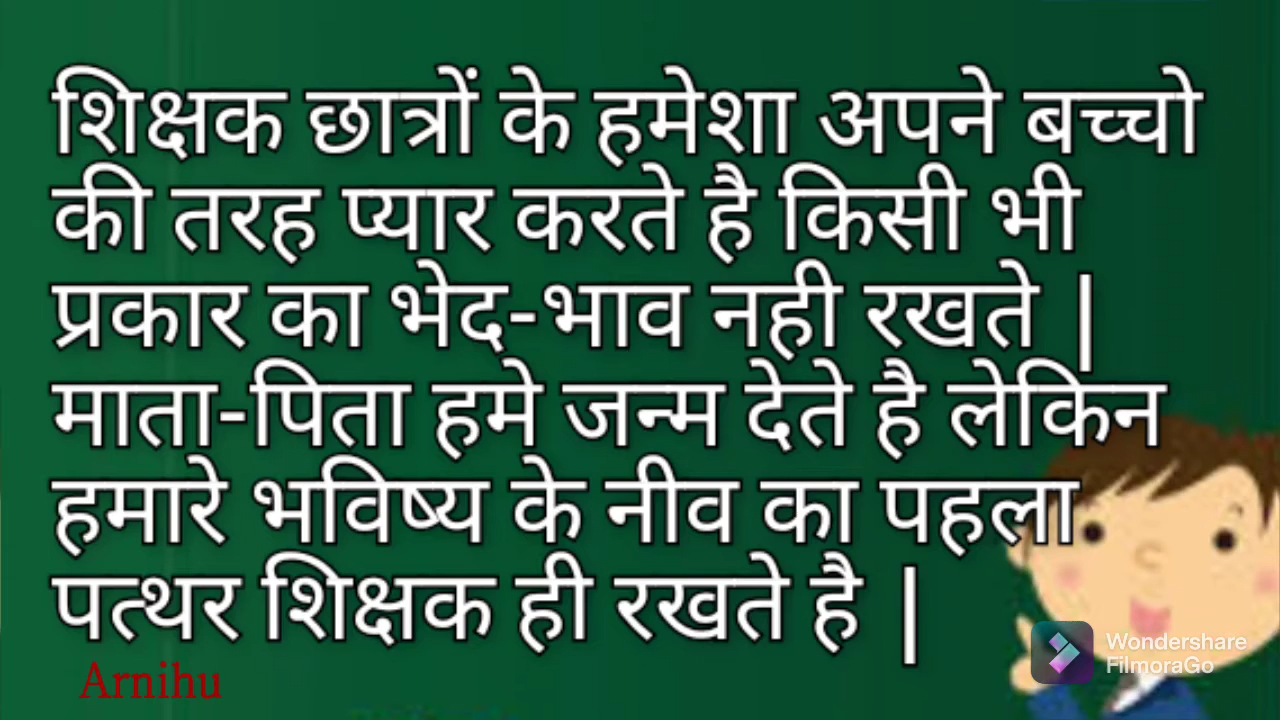 शिक्षक छात्रों के हमेशा अपने बच्चो
की तरह प्यार करते है किसी भी
प्रकार का भेद-भाव नही रखते |
माता-पिता हमे जन्म देते है लेकिन
हमारे भविष्य के नीव का पहला
पत्थर शिक्षक ही रखते है |
Arnihu
Wondershare
FilmoraGo